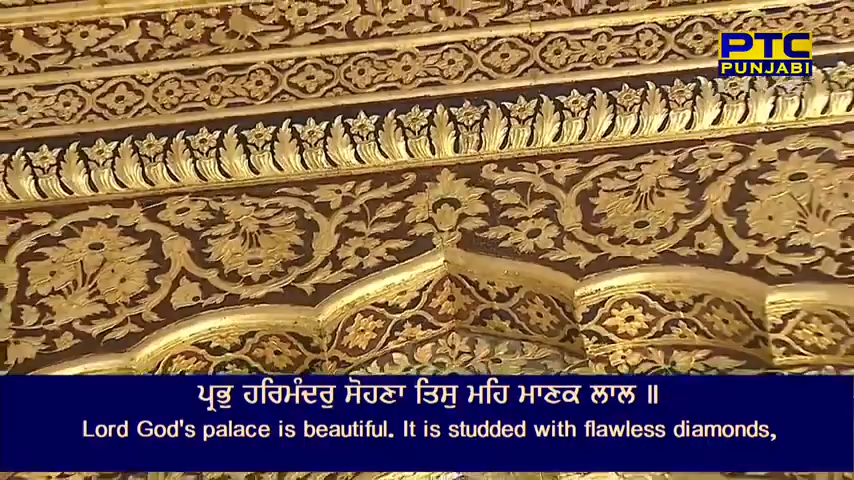 PTC
PUNJABI
ਪ੍ਰਭੁ ਹਰਿਮੰਦਰੁ ਸੋਹਣਾ ਤਿਸੁ ਮਹਿ ਮਾਣਕ ਲਾਲ ॥
Lord God's palace is beautiful. It is studded with flawless diamonds,